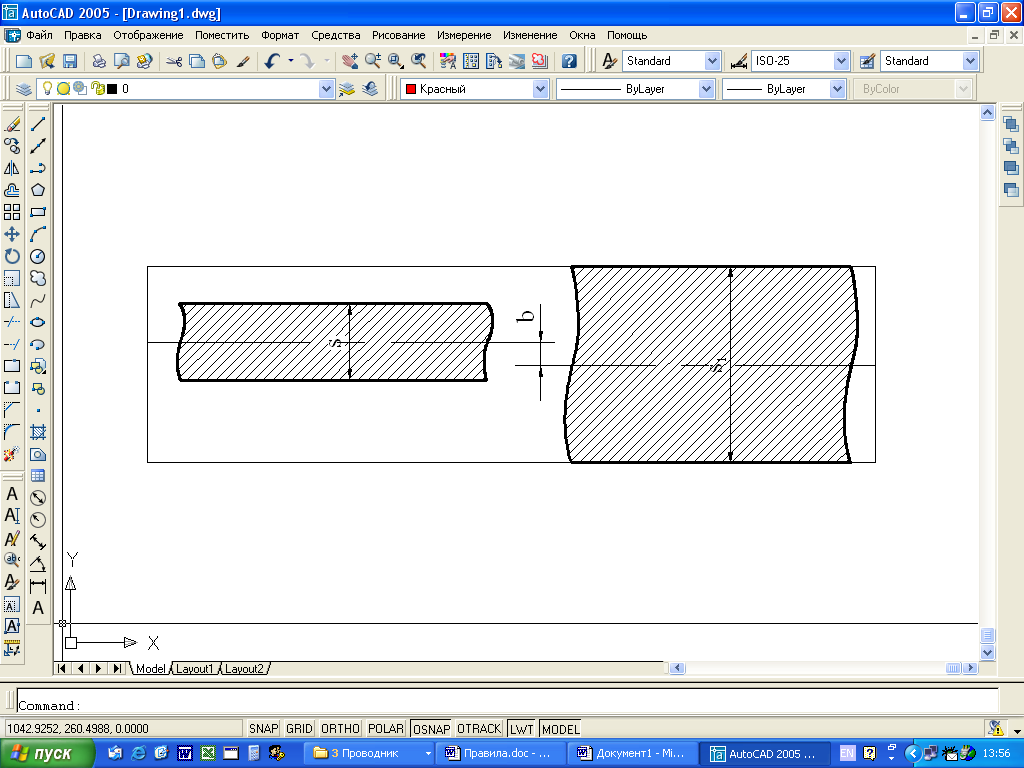 AutoCAD 2005 - [Drawing1.dwg]
Файл Правка Отображение Поместить Формат Средства Рисование Измерение Изменение Окна Помощь
Standard ISO-25 Standard
0 Красный ByLayer ByLayer ByColor
b
s
s1
Y
X
Model Layout1 Layout2
Command:
1042.9252, 260.4988, 0.0000 SNAP GRID ORTHO POLAR OSNAP OTRACK LWT MODEL
пуск 3 Проводник Правила.doc - ... Документ1 - Mi... AutoCAD 2005 ... EN 13:56